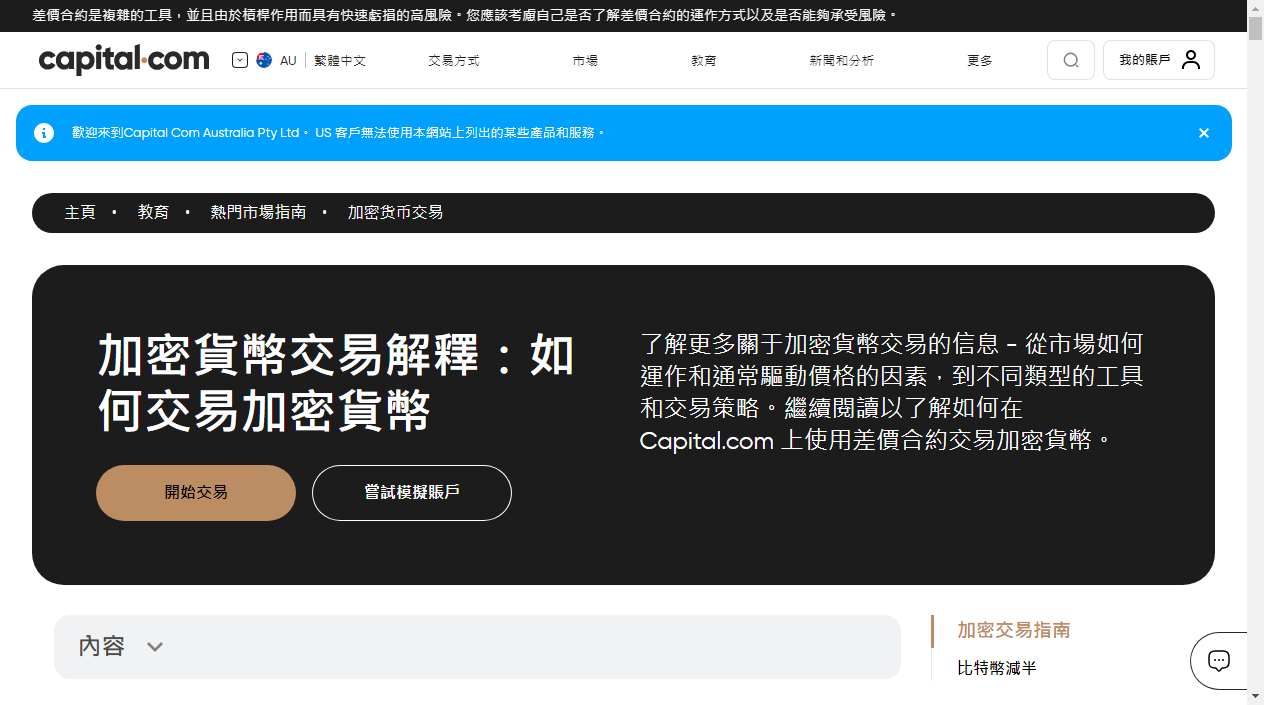 差價合約是複雜的工具，並且由於槓桿作用而具有快速虧損的高風險。您應該考慮自己是否了解差價合約的運作方式以及是否能夠承受風險。
capital.com
AU
繁體中文
交易方式
市場
教育
新聞和分析
更多
我的賬戶
歡迎來到Capital Com Australia Pty Ltd。 US 客戶無法使用本網站上列出的某些產品和服務。
主頁 • 教育 • 熱門市場指南 • 加密货币交易
加密貨幣交易解釋：如
何交易加密貨幣
開始交易
嘗試模擬賬戶
了解更多關于加密貨幣交易的信息 - 從市場如何
運作和通常驅動價格的因素，到不同類型的工具
和交易策略。繼續閱讀以了解如何在
Capital.com 上使用差價合約交易加密貨幣。
內容
加密交易指南
比特幣減半